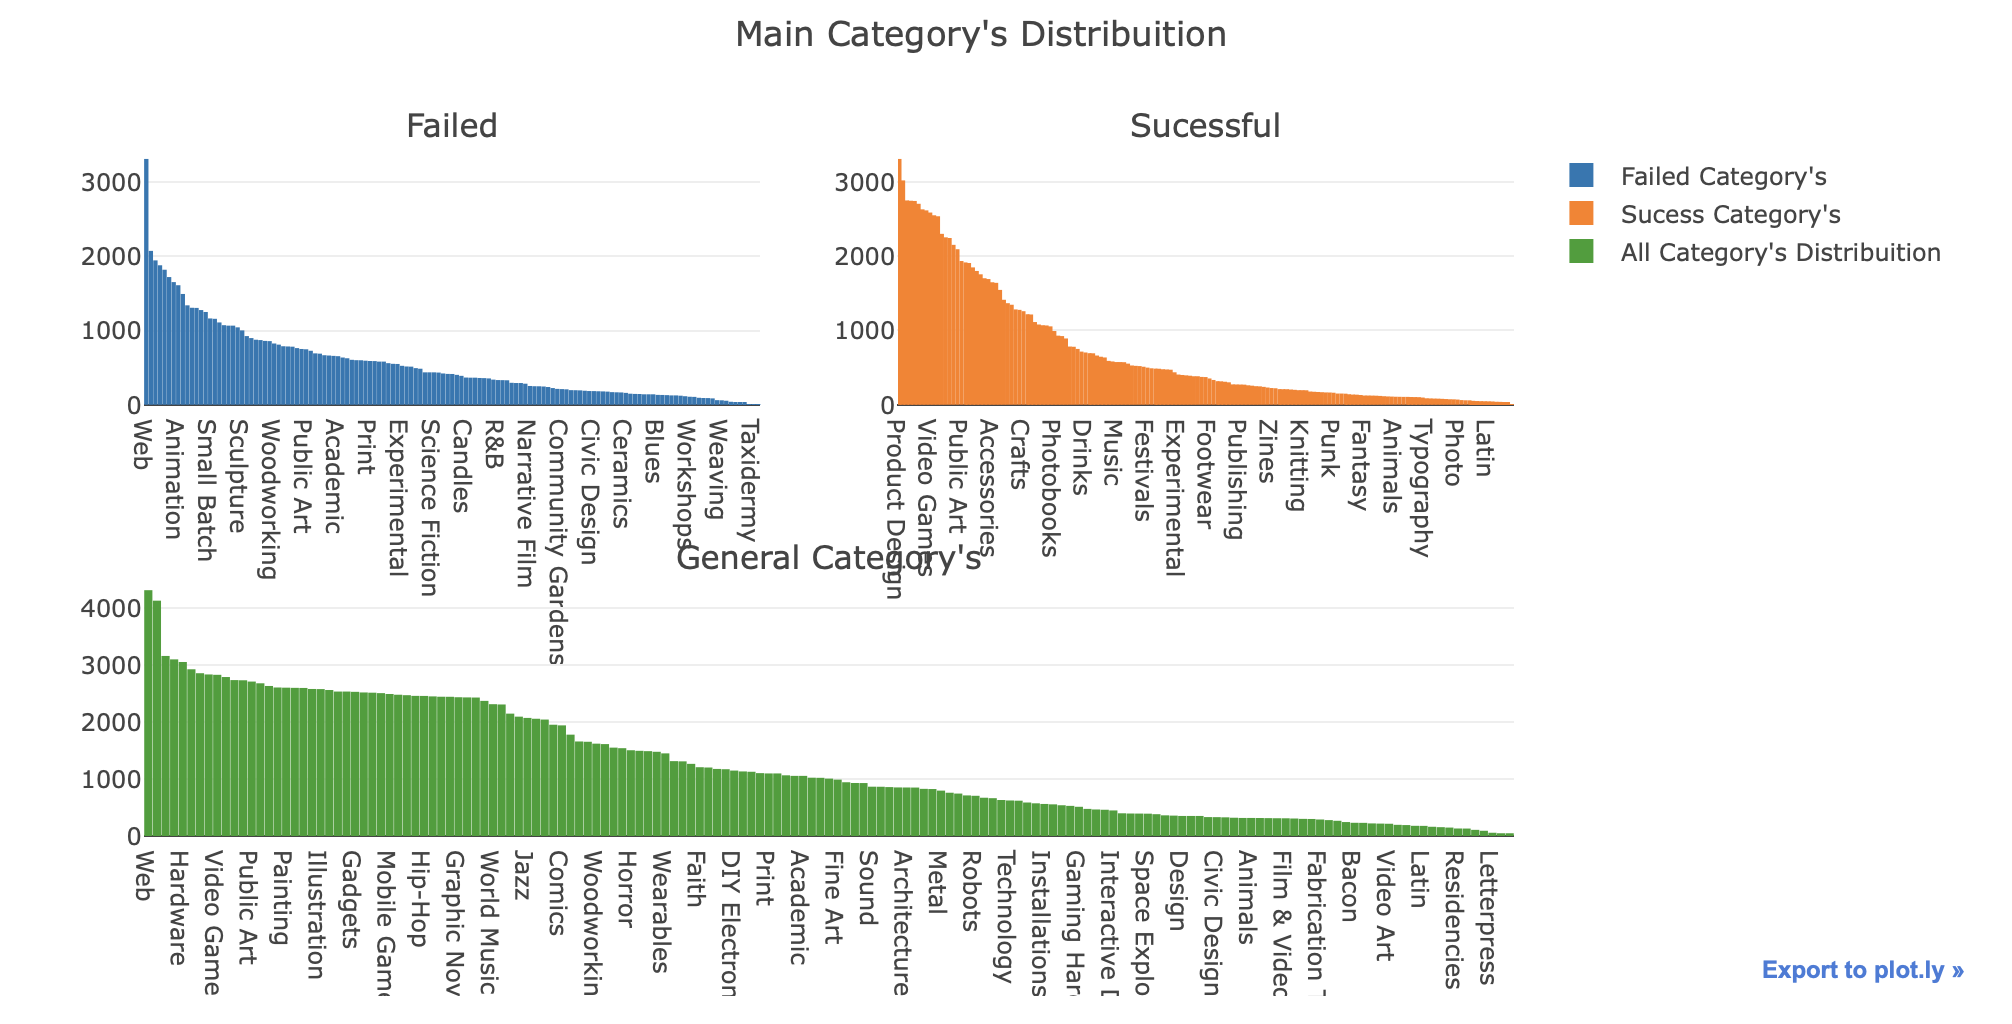 Main Category's Distribuition
Failed
Sucessful
3000
2000
1000
0
Web
Animation
Small Batch
Sculpture
Woodworking
Public Art
Academic
Print
Experimental
Science Fiction
Candles
R&B
Narrative Film
Community Gardens
Civic Design
Ceramics
Blues
Workshops
Weaving
Taxidermy
3000
2000
1000
0
Product Design
Video Games
Public Art
Accessories
Crafts
Photobooks
Drinks
Music
Festivals
Experimental
Footwear
Publishing
Zines
Knitting
Punk
Fantasy
Animals
Typography
Photo
Latin
Failed Category's
Sucess Category's
All Category's Distribuition
General Category's
4000
3000
2000
1000
0
Web
Hardware
Video Game
Public Art
Painting
Illustration
Gadgets
Mobile Game
Hip-Hop
Graphic Nov
World Music
Jazz
Comics
Woodworkin
Horror
Wearables
Faith
DIY Electron
Print
Academic
Fine Art
Sound
Architecture
Metal
Robots
Technology
Installations
Gaming Har
Interactive D
Space Explo
Design
Civic Design
Animals
Film & Video
Fabrication T
Bacon
Video Art
Latin
Residencies
Letterpress
Export to plot.ly »